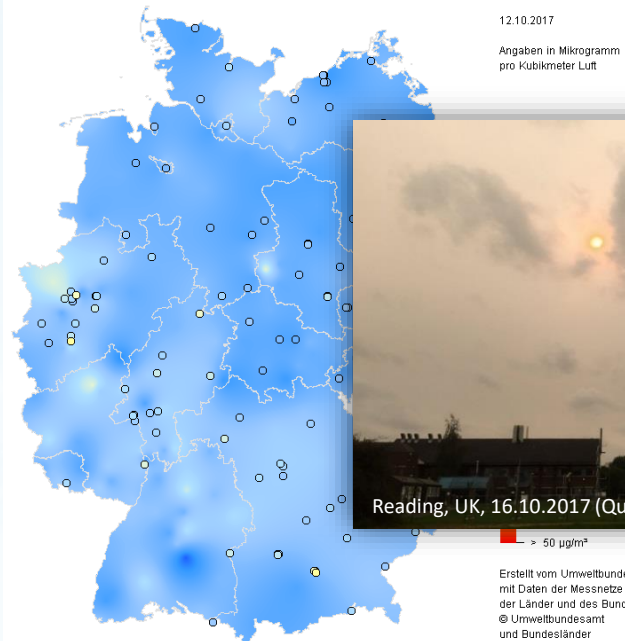 12.10.2017
Angaben in Mikrogramm
pro Kubikmeter Luft
Reading, UK, 16.10.2017 (Qu
> 50 µg/m³
Erstellt vom Umweltbunde
mit Daten der Messnetze
der Länder und des Bund
© Umweltbundesamt
und Bundesländer